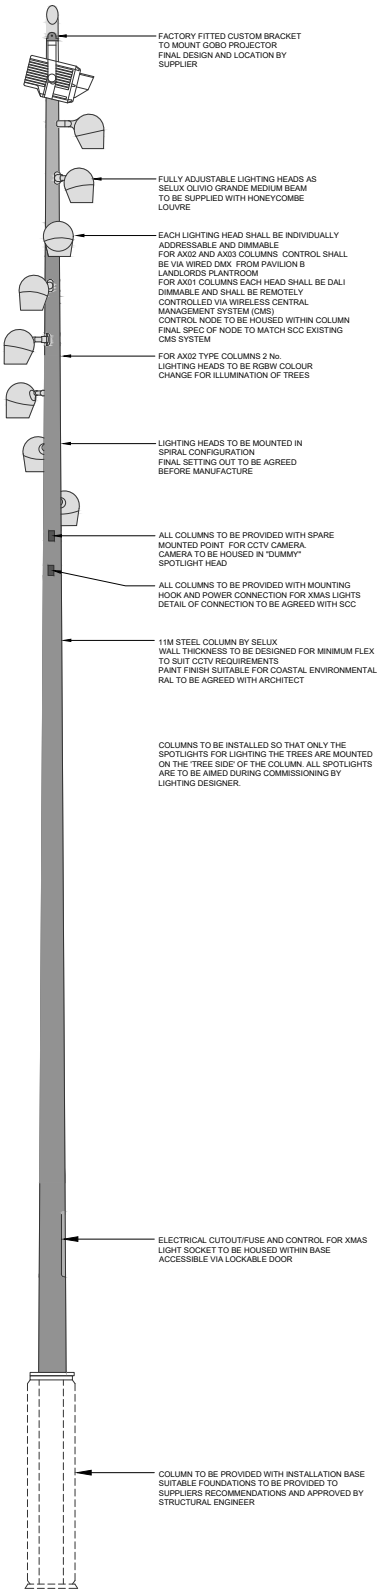 FACTORY FITTED CUSTOM BRACKET
TO MOUNT GOBO PROJECTOR
FINAL DESIGN AND LOCATION BY
SUPPLIER
FULLY ADJUSTABLE LIGHTING HEADS AS
SELUX OLIVIO GRANDE MEDIUM BEAM
TO BE SUPPLIED WITH HONEYCOMBE
LOUVRE
EACH LIGHTING HEAD SHALL BE INDIVIDUALLY
ADDRESSABLE AND DIMMABLE
FOR AX02 AND AX03 COLUMNS CONTROL SHALL
BE VIA WIRED DMX FROM PAVILION B
LANDLORDS PLANTROOM
FOR AX01 COLUMNS EACH HEAD SHALL BE DALI
DIMMABLE AND SHALL BE REMOTELY
CONTROLLED VIA WIRELESS CENTRAL
MANAGEMENT SYSTEM (CMS)
CONTROL NODE TO BE HOUSED WITHIN COLUMN
FINAL SPEC OF NODE TO MATCH SCC EXISTING
CMS SYSTEM
FOR AX02 TYPE COLUMNS 2 No.
LIGHTING HEADS TO BE RGBW COLOUR
CHANGE FOR ILLUMINATION OF TREES
LIGHTING HEADS TO BE MOUNTED IN
SPIRAL CONFIGURATION
FINAL SETTING OUT TO BE AGREED
BEFORE MANUFACTURE
ALL COLUMNS TO BE PROVIDED WITH SPARE
MOUNTED POINT FOR CCTV CAMERA.
CAMERA TO BE HOUSED IN "DUMMY"
SPOTLIGHT HEAD
ALL COLUMNS TO BE PROVIDED WITH MOUNTING
HOOK AND POWER CONNECTION FOR XMAS LIGHTS
DETAIL OF CONNECTION TO BE AGREED WITH SCC
11M STEEL COLUMN BY SELUX
WALL THICKNESS TO BE DESIGNED FOR MINIMUM FLEX
TO SUIT CCTV REQUIREMENTS
PAINT FINISH SUITABLE FOR COASTAL ENVIRONMENTAL
RAL TO BE AGREED WITH ARCHITECT
COLUMNS TO BE INSTALLED SO THAT ONLY THE
SPOTLIGHTS FOR LIGHTING THE TREES ARE MOUNTED
ON THE 'TREE SIDE' OF THE COLUMN. ALL SPOTLIGHTS
ARE TO BE AIMED DURING COMMISSIONING BY
LIGHTING DESIGNER.
ELECTRICAL CUTOUT/FUSE AND CONTROL FOR XMAS
LIGHT SOCKET TO BE HOUSED WITHIN BASE
ACCESSIBLE VIA LOCKABLE DOOR
COLUMN TO BE PROVIDED WITH INSTALLATION BASE
SUITABLE FOUNDATIONS TO BE PROVIDED TO
SUPPLIERS RECOMMENDATIONS AND APPROVED BY
STRUCTURAL ENGINEER